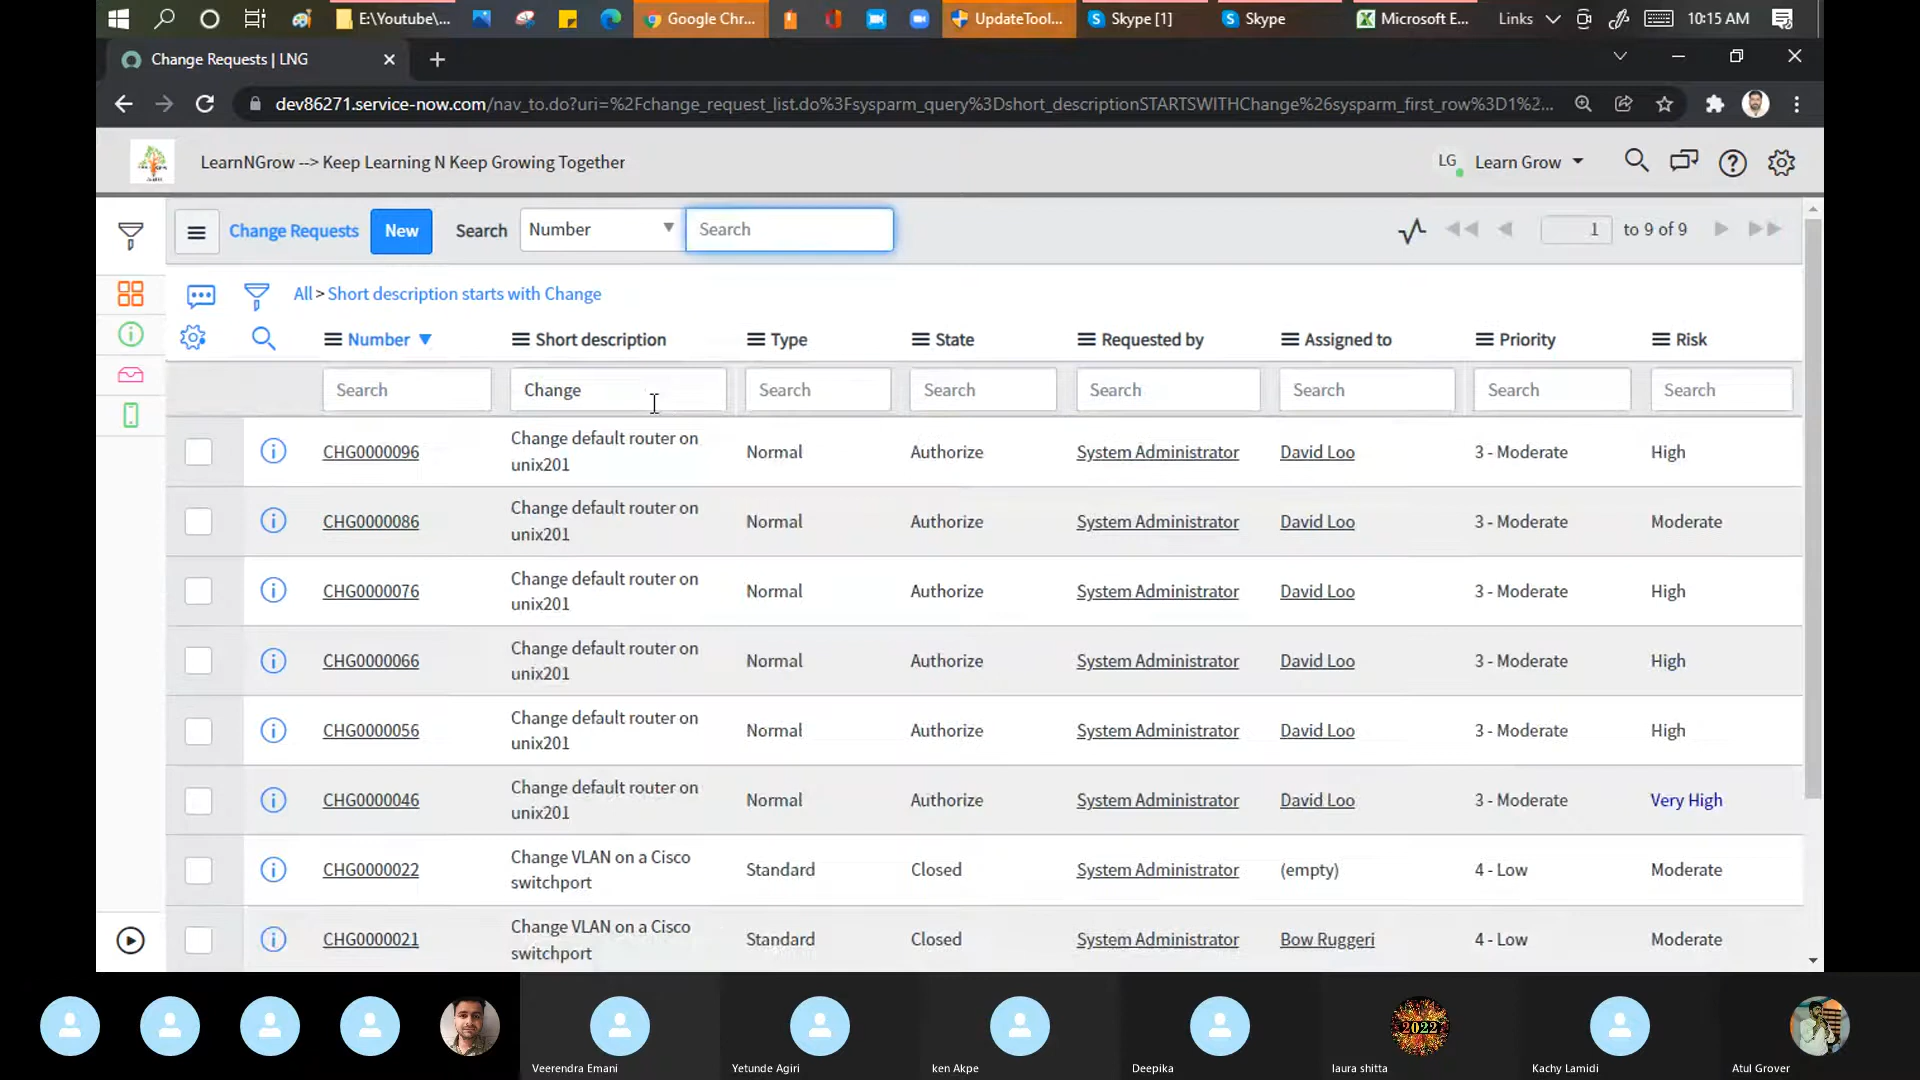 E:\Youtube\...
Google Chr...
UpdateTool...
Skype [1]
Skype
Microsoft E...
Links
10:15 AM
Change Requests | LNG
dev86271.service-now.com/nav_to.do?uri=%2Fchange_request_list.do%3Fsysparm_query%3Dshort_descriptionSTARTSWITHChange%26sysparm_first_row%3D1%2...
LearnNGrow --> Keep Learning N Keep Growing Together
LG
Learn Grow
Change Requests
New
Search
Number
Search
1
to 9 of 9
All > Short description starts with Change
Number Short description Type State Requested by Assigned to Priority Risk
Search Change Search Search Search Search Search Search
CHG0000096 Change default router on unix201 Normal Authorize System Administrator David Loo 3 - Moderate High
CHG0000086 Change default router on unix201 Normal Authorize System Administrator David Loo 3 - Moderate Moderate
CHG0000076 Change default router on unix201 Normal Authorize System Administrator David Loo 3 - Moderate High
CHG0000066 Change default router on unix201 Normal Authorize System Administrator David Loo 3 - Moderate High
CHG0000056 Change default router on unix201 Normal Authorize System Administrator David Loo 3 - Moderate High
CHG0000046 Change default router on unix201 Normal Authorize System Administrator David Loo 3 - Moderate Very High
CHG0000022 Change VLAN on a Cisco switchport Standard Closed System Administrator (empty) 4 - Low Moderate
CHG0000021 Change VLAN on a Cisco switchport Standard Closed System Administrator Bow Ruggeri 4 - Low Moderate
2022
Veerendra Emani
Yetunde Agiri
ken Akpe
Deepika
laura shitta
Kachy Lamidi
Atul Grover